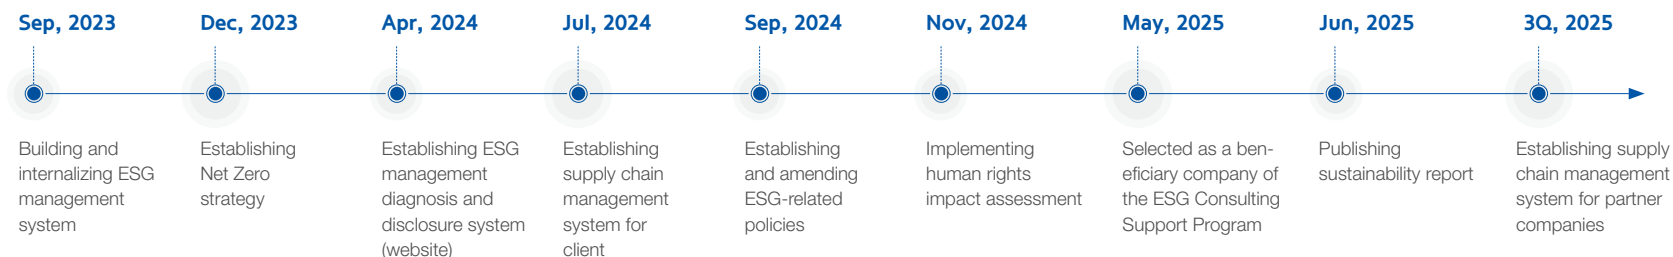 Sep, 2023
Building and
internalizing ESG
management
system
Dec, 2023
Establishing
Net Zero
strategy
Apr, 2024
Establishing ESG
management
diagnosis and
disclosure system
(website)
Jul, 2024
Establishing
supply chain
management
system for
client
Sep, 2024
Establishing
and amending
ESG-related
policies
Nov, 2024
Implementing
human rights
impact assessment
May, 2025
Selected as a ben-
eficiary company of
the ESG Consulting
Support Program
Jun, 2025
Publishing
sustainability report
3Q, 2025
Establishing supply
chain management
system for partner
companies